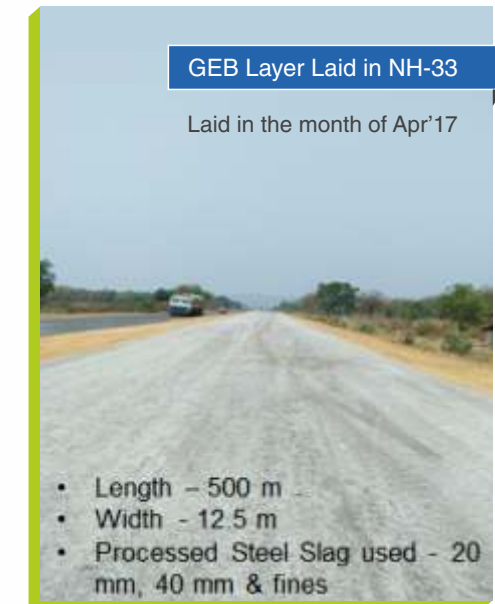 GEB Layer Laid in NH-33
Laid in the month of Apr'17
• Length – 500 m
• Width - 12.5 m
• Processed Steel Slag used - 20
mm, 40 mm & fines